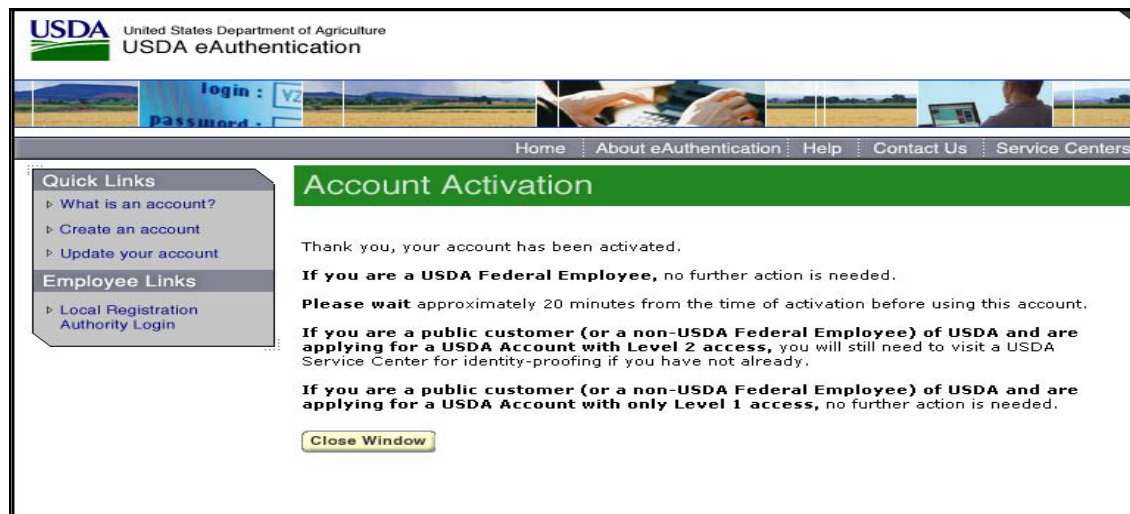 USDA
United States Department of Agriculture
USDA eAuthentication
login :
password :
Home
About eAuthentication
Help
Contact Us
Service Centers
Quick Links
What is an account?
Create an account
Update your account
Employee Links
Local Registration
Authority Login
Account Activation
Thank you, your account has been activated.
If you are a USDA Federal Employee, no further action is needed.
Please wait approximately 20 minutes from the time of activation before using this account.
If you are a public customer (or a non-USDA Federal Employee) of USDA and are
applying for a USDA Account with Level 2 access, you will still need to visit a USDA
Service Center for identity-proofing if you have not already.
If you are a public customer (or a non-USDA Federal Employee) of USDA and are
applying for a USDA Account with only Level 1 access, no further action is needed.
Close Window